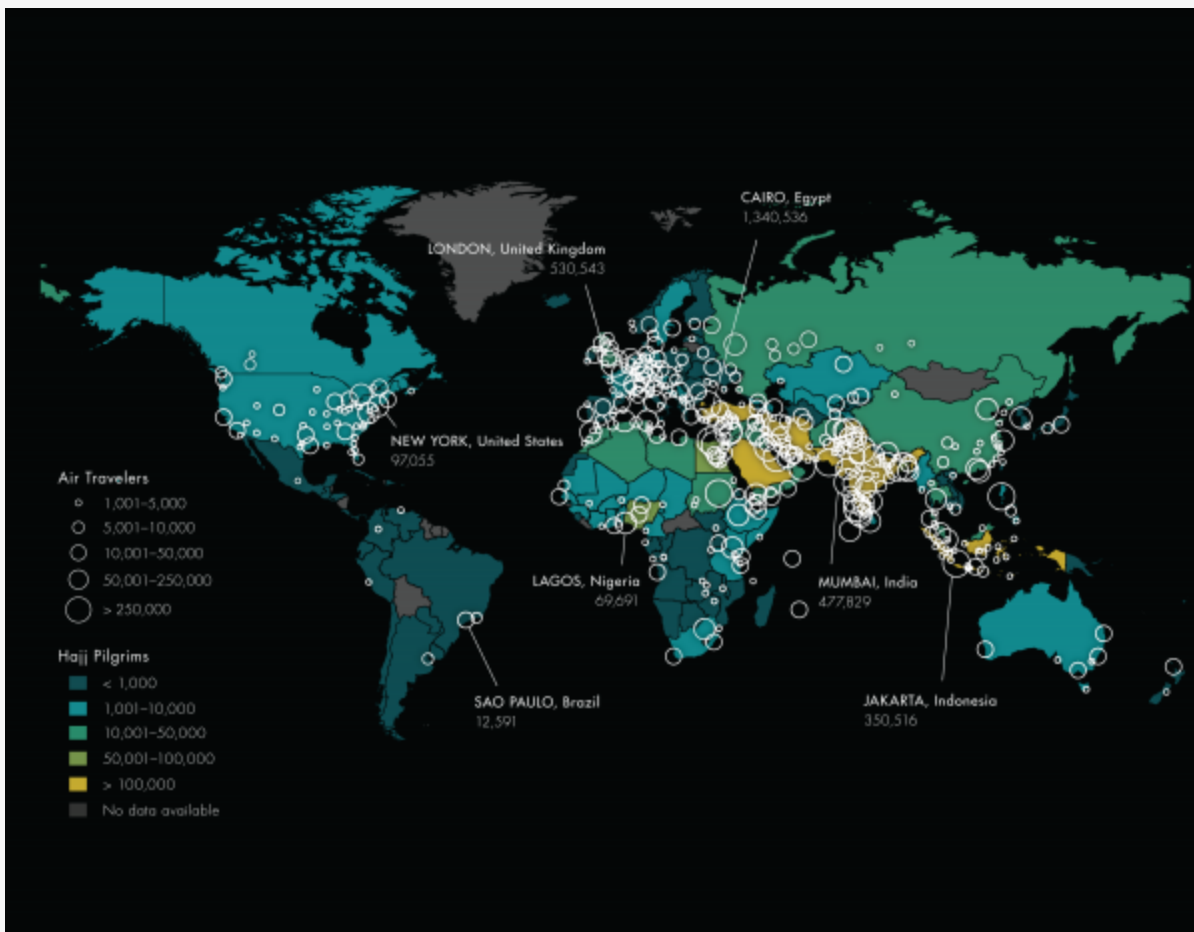 CAIRO, Egypt
1,340,536
LONDON, United Kingdom
530,543
NEW YORK, United States
97,055
Air Travelers
1,001–5,000
5,001–10,000
10,001–50,000
50,001–250,000
> 250,000
LAGOS, Nigeria
69,691
MUMBAI, India
477,829
Hajj Pilgrims
< 1,000
1,001–10,000
10,001–50,000
50,001–100,000
> 100,000
No data available
SAO PAULO, Brazil
12,591
JAKARTA, Indonesia
350,516